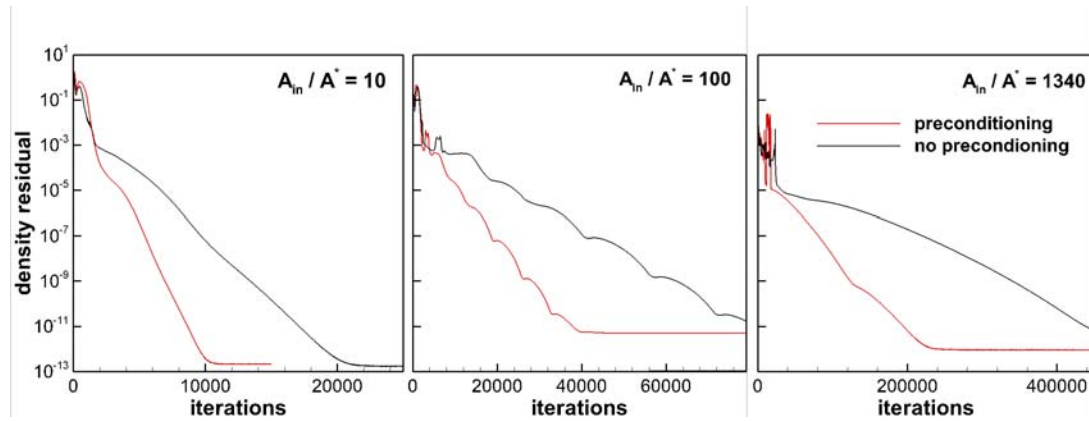 density residual
10^1
10^-1
10^-3
10^-5
10^-7
10^-9
10^-11
10^-13
A_in / A^* = 10
0 10000 20000
iterations
A_in / A^* = 100
0 20000 40000 60000
iterations
A_in / A^* = 1340
preconditioning
no precondioning
0 200000 400000
iterations